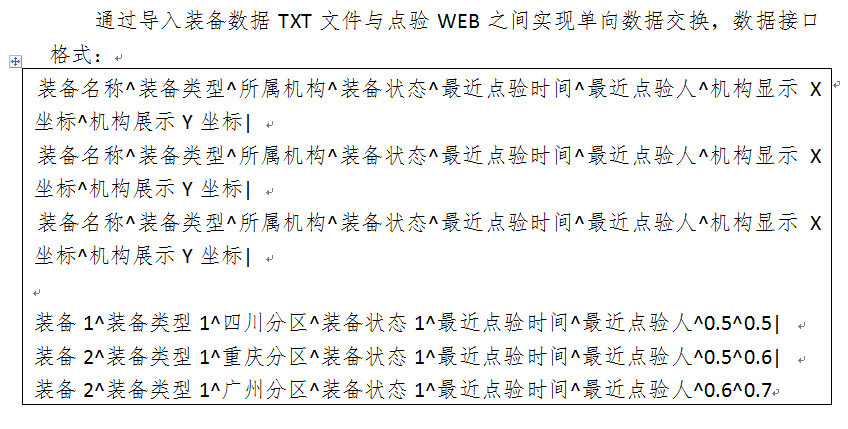 通过导入装备数据 TXT 文件与点验 WEB 之间实现单向数据交换，数据接口
格式：
装备名称^装备类型^所属机构^装备状态^最近点验时间^最近点验人^机构显示 X
坐标^机构展示 Y 坐标|
装备名称^装备类型^所属机构^装备状态^最近点验时间^最近点验人^机构显示 X
坐标^机构展示 Y 坐标|
装备名称^装备类型^所属机构^装备状态^最近点验时间^最近点验人^机构显示 X
坐标^机构展示 Y 坐标|
装备 1^装备类型 1^四川分区^装备状态 1^最近点验时间^最近点验人^0.5^0.5|
装备 2^装备类型 1^重庆分区^装备状态 1^最近点验时间^最近点验人^0.5^0.6|
装备 2^装备类型 1^广州分区^装备状态 1^最近点验时间^最近点验人^0.6^0.7